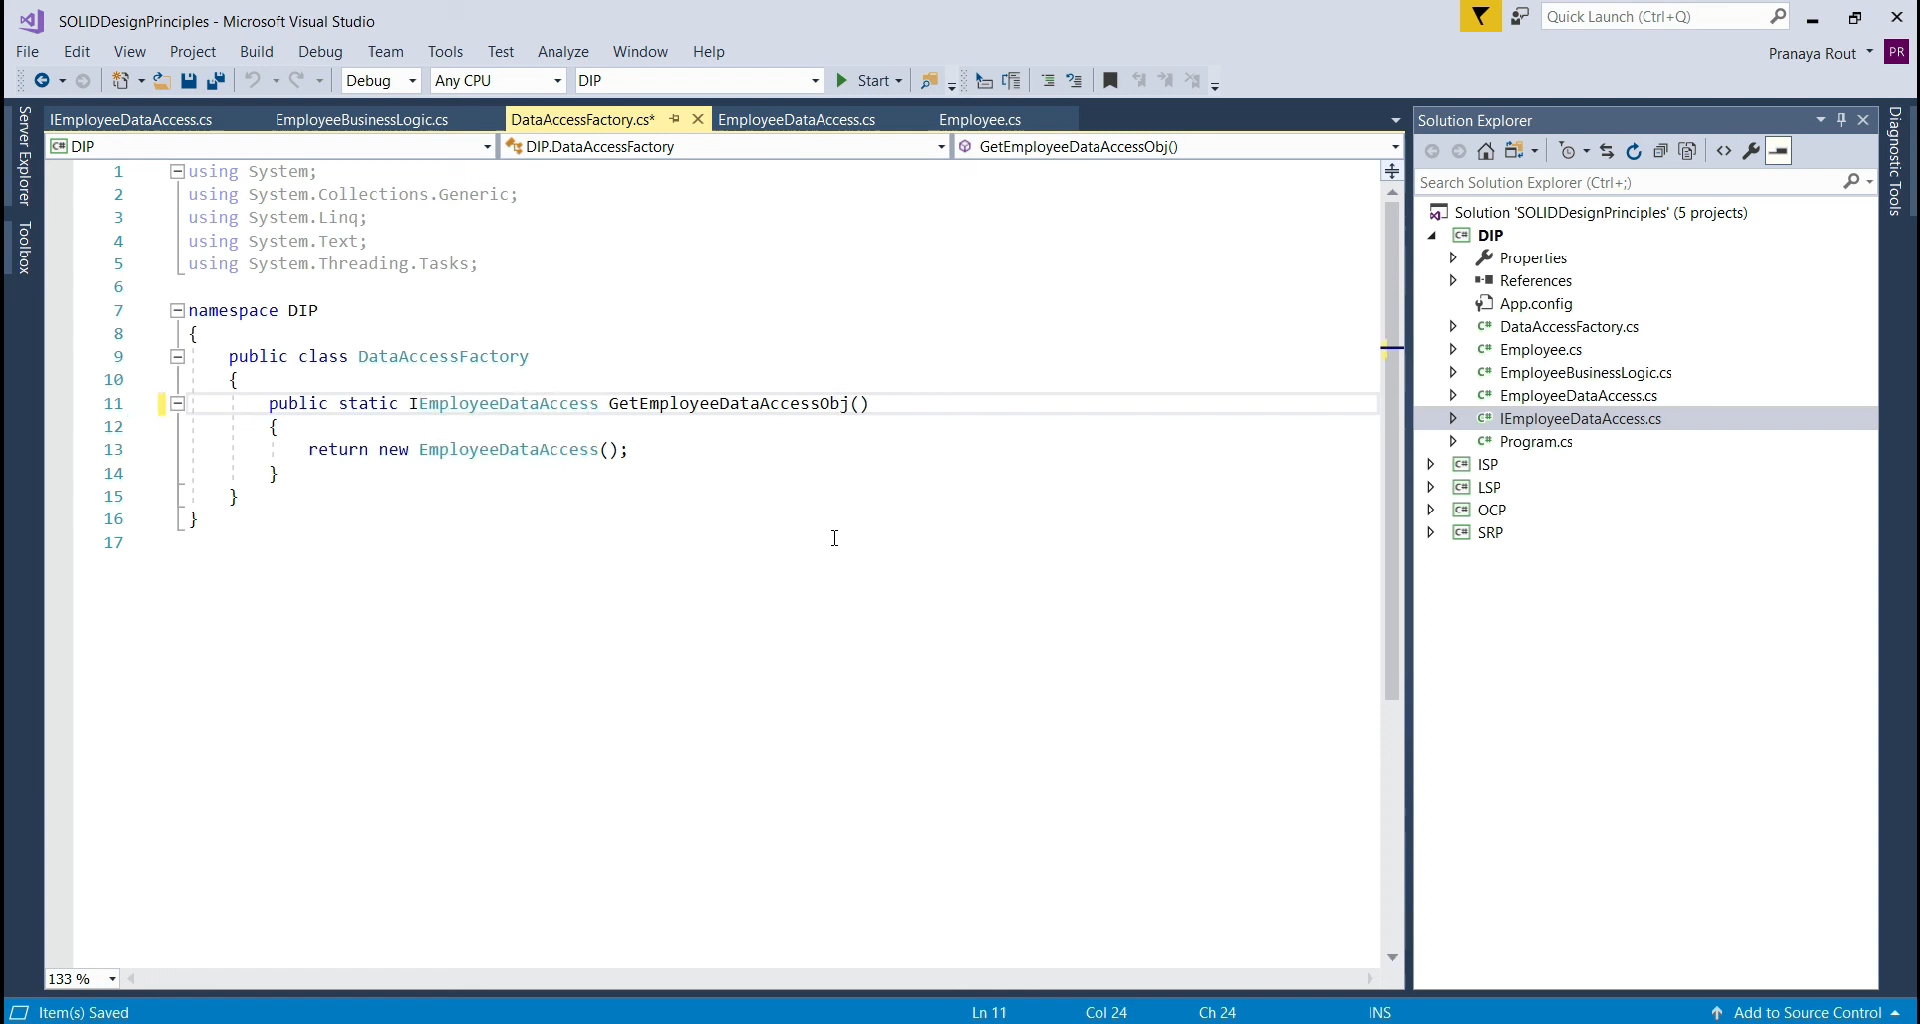 SOLIDDesignPrinciples - Microsoft Visual Studio
Quick Launch (Ctrl+Q)
File Edit View Project Build Debug Team Tools Test Analyze Window Help
Pranaya Rout PR
Debug Any CPU DIP Start
Server Explorer
Toolbox
IEmployeeDataAccess.cs EmployeeBusinessLogic.cs DataAccessFactory.cs* EmployeeDataAccess.cs Employee.cs
C# DIP DIP.DataAccessFactory GetEmployeeDataAccessObj()
1 using System;
2 using System.Collections.Generic;
3 using System.Linq;
4 using System.Text;
5 using System.Threading.Tasks;
6
7 namespace DIP
8 {
9 public class DataAccessFactory
10 {
11 public static IEmployeeDataAccess GetEmployeeDataAccessObj()
12 {
13 return new EmployeeDataAccess();
14 }
15 }
16 }
17
133 %
Solution Explorer
Search Solution Explorer (Ctrl+;)
Solution 'SOLIDDesignPrinciples' (5 projects)
C# DIP
Properties
References
App.config
C# DataAccessFactory.cs
C# Employee.cs
C# EmployeeBusinessLogic.cs
C# EmployeeDataAccess.cs
C# IEmployeeDataAccess.cs
C# Program.cs
C# ISP
C# LSP
C# OCP
C# SRP
Diagnostic Tools
Item(s) Saved Ln 11 Col 24 Ch 24 INS Add to Source Control